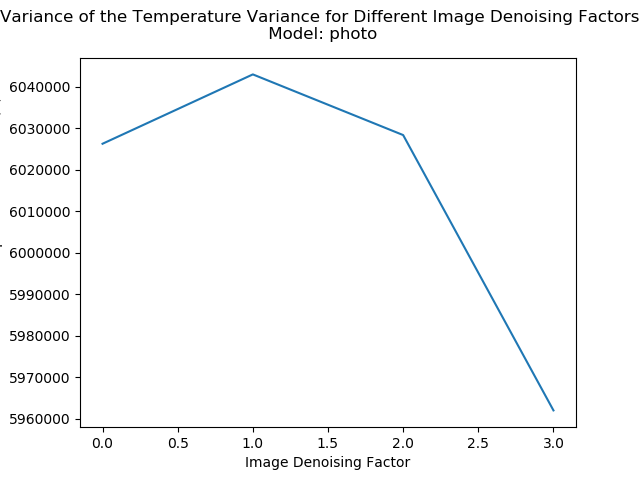 Variance of the Temperature Variance for Different Image Denoising Factors
Model: photo
6040000
6030000
6020000
6010000
6000000
5990000
5980000
5970000
5960000
0.0 0.5 1.0 1.5 2.0 2.5 3.0
Image Denoising Factor